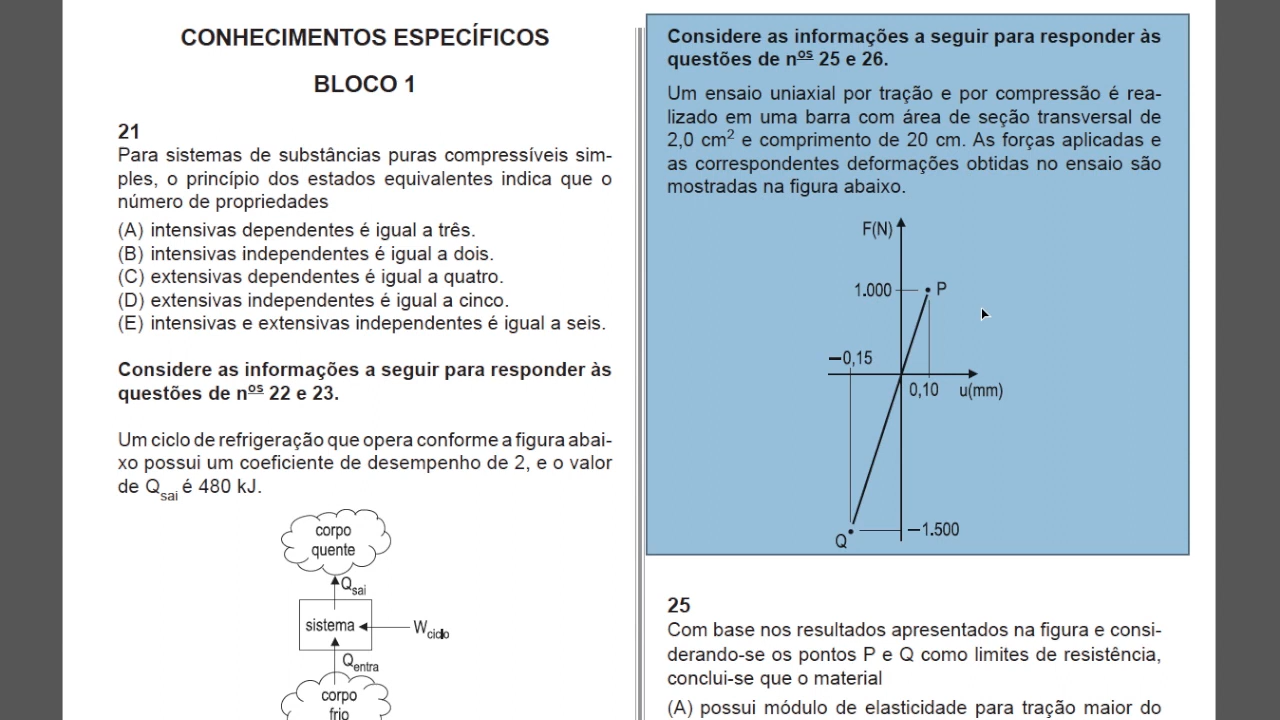 CONHECIMENTOS ESPECÍFICOS
BLOCO 1
21
Para sistemas de substâncias puras compressíveis sim-
ples, o princípio dos estados equivalentes indica que o
número de propriedades
(A) intensivas dependentes é igual a três.
(B) intensivas independentes é igual a dois.
(C) extensivas dependentes é igual a quatro.
(D) extensivas independentes é igual a cinco.
(E) intensivas e extensivas independentes é igual a seis.
Considere as informações a seguir para responder às
questões de nos 22 e 23.
Um ciclo de refrigeração que opera conforme a figura abai-
xo possui um coeficiente de desempenho de 2, e o valor
de Qsai é 480 kJ.
corpo
quente
Qsai
sistema
Wciclo
Qentra
corpo
frio
Considere as informações a seguir para responder às
questões de nos 25 e 26.
Um ensaio uniaxial por tração e por compressão é rea-
lizado em uma barra com área de seção transversal de
2,0 cm² e comprimento de 20 cm. As forças aplicadas e
as correspondentes deformações obtidas no ensaio são
mostradas na figura abaixo.
F(N)
1.000
P
−0,15
0,10
u(mm)
−1.500
Q
25
Com base nos resultados apresentados na figura e consi-
derando-se os pontos P e Q como limites de resistência,
conclui-se que o material
(A) possui módulo de elasticidade para tração maior do